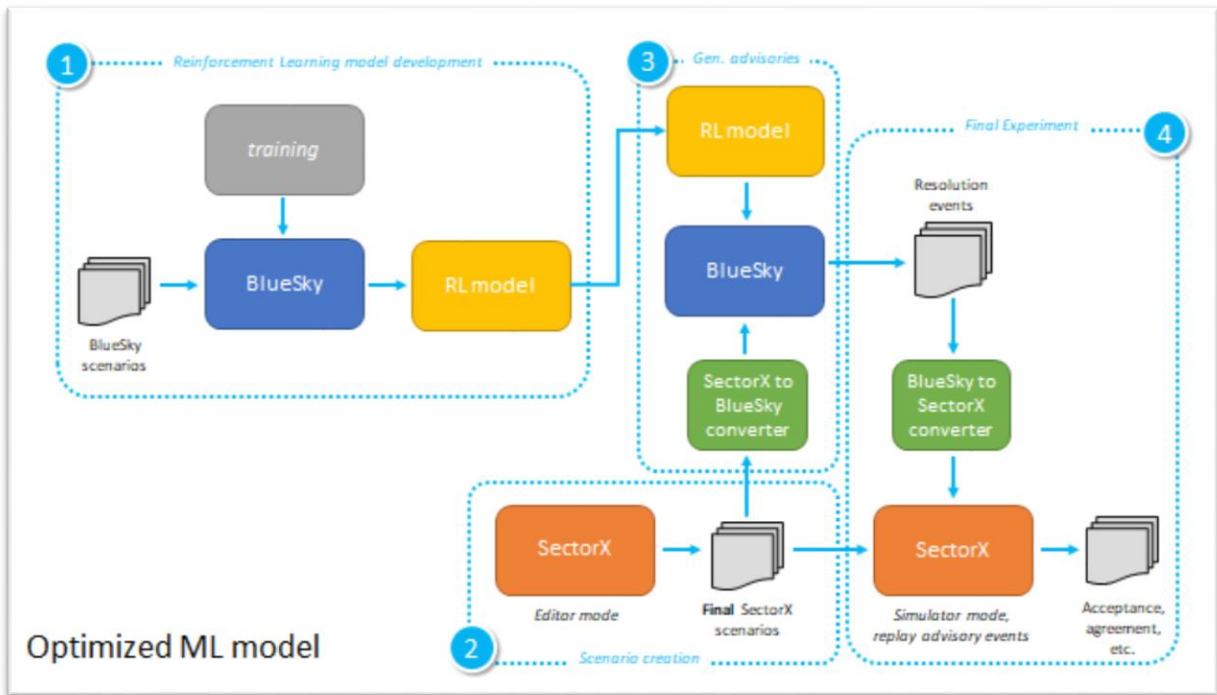 1
Reinforcement Learning model development
training
BlueSky
scenarios
BlueSky
RL model
3
Gen. advisories
RL model
BlueSky
SectorX to
BlueSky
converter
Final Experiment
4
Resolution
events
BlueSky to
SectorX
converter
SectorX
Editor mode
Final SectorX
scenarios
2
Scenario creation
SectorX
Simulator mode,
replay advisory events
Acceptance,
agreement,
etc.
Optimized ML model